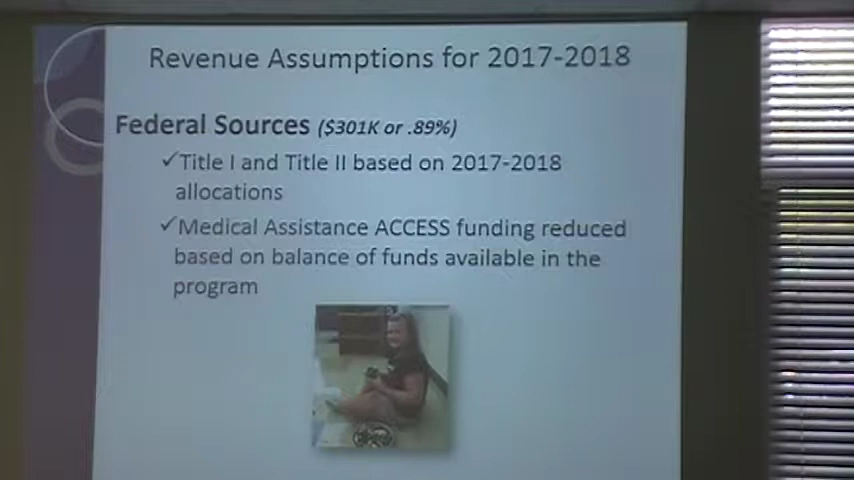 Revenue Assumptions for 2017-2018
Federal Sources ($301K or .89%)
✓Title I and Title II based on 2017-2018
allocations
✓Medical Assistance ACCESS funding reduced
based on balance of funds available in the
program